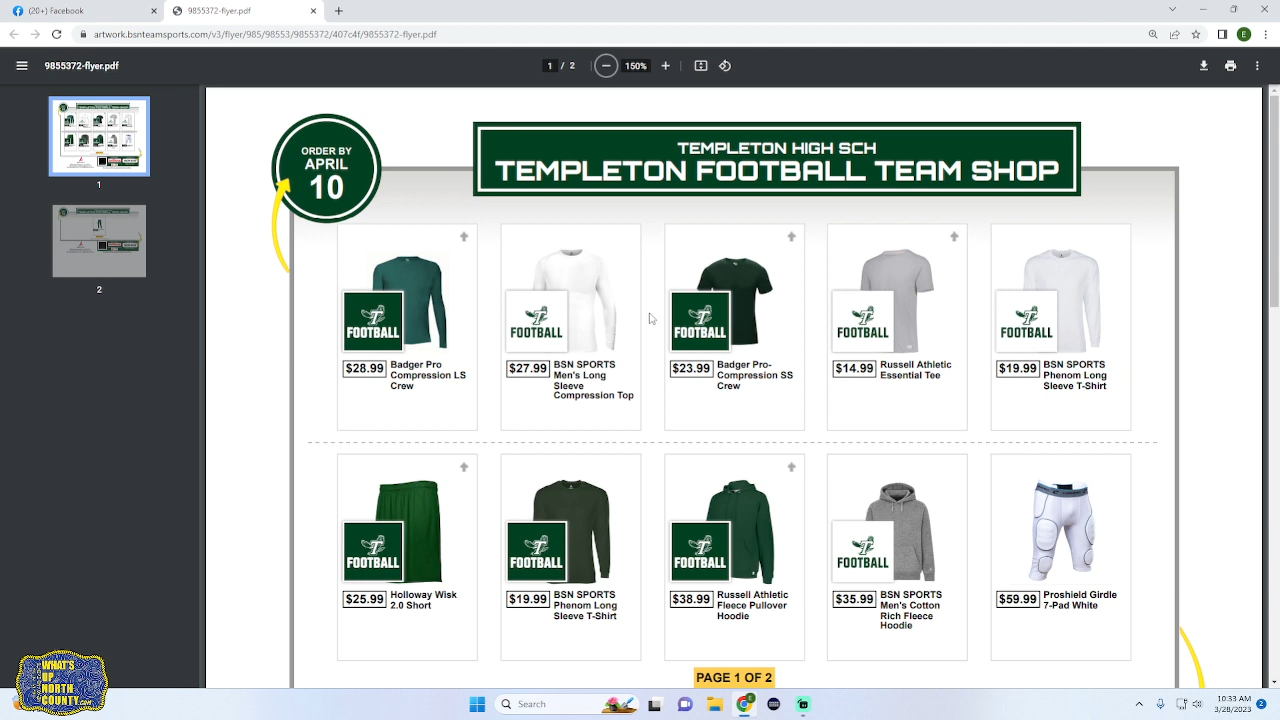 (20+) Facebook
9855372-flyer.pdf
artwork.bsnteamsports.com/v3/flyer/985/98553/9855372/407c4f/9855372-flyer.pdf
E
9855372-flyer.pdf
1 / 2
150%
1
2
ORDER BY
APRIL
10
TEMPLETON HIGH SCH
TEMPLETON FOOTBALL TEAM SHOP
FOOTBALL
$28.99
Badger Pro
Compression LS
Crew
FOOTBALL
$27.99
BSN SPORTS
Men's Long
Sleeve
Compression Top
FOOTBALL
$23.99
Badger Pro-
Compression SS
Crew
FOOTBALL
$14.99
Russell Athletic
Essential Tee
FOOTBALL
$19.99
BSN SPORTS
Phenom Long
Sleeve T-Shirt
T
FOOTBALL
$25.99
Holloway Wisk
2.0 Short
T
FOOTBALL
$19.99
BSN SPORTS
Phenom Long
Sleeve T-Shirt
T
FOOTBALL
$38.99
Russell Athletic
Fleece Pullover
Hoodie
T
FOOTBALL
$35.99
BSN SPORTS
Men's Cotton
Rich Fleece
Hoodie
$59.99
Proshield Girdle
7-Pad White
PAGE 1 OF 2
WHAT'S
UP
NORTH
COUNTY
Search
10:33 AM
3/28/2023
2